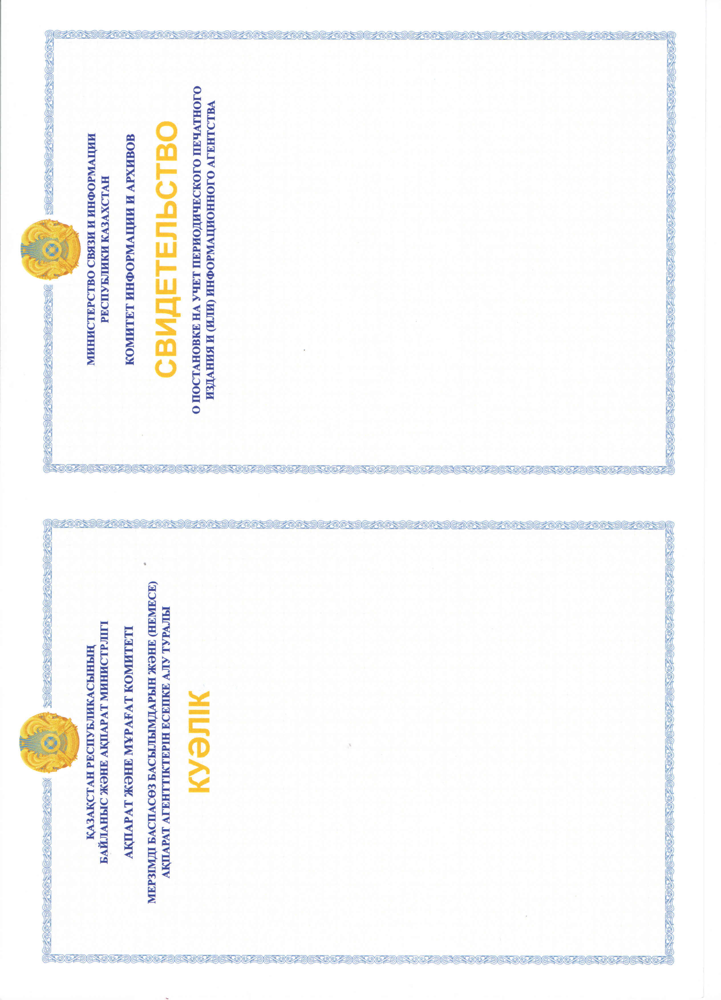 ҚАЗАҚСТАН РЕСПУБЛИКАСЫНЫҢ
БАЙЛАНЫС ЖӘНЕ АҚПАРАТ МИНИСТРЛІГІ
АҚПАРАТ ЖӘНЕ МҰРАҒАТ КОМИТЕТІ
МЕРЗІМДІ БАСПАСӨЗ БАСЫЛЫМДАРЫН ЖӘНЕ (НЕМЕСЕ)
АҚПАРАТ АГЕНТТІКТЕРІН ЕСЕПКЕ АЛУ ТУРАЛЫ
КУӘЛІК
МИНИСТЕРСТВО СВЯЗИ И ИНФОРМАЦИИ
РЕСПУБЛИКИ КАЗАХСТАН
КОМИТЕТ ИНФОРМАЦИИ И АРХИВОВ
СВИДЕТЕЛЬСТВО
О ПОСТАНОВКЕ НА УЧЕТ ПЕРИОДИЧЕСКОГО ПЕЧАТНОГО
ИЗДАНИЯ И (ИЛИ) ИНФОРМАЦИОННОГО АГЕНТСТВА